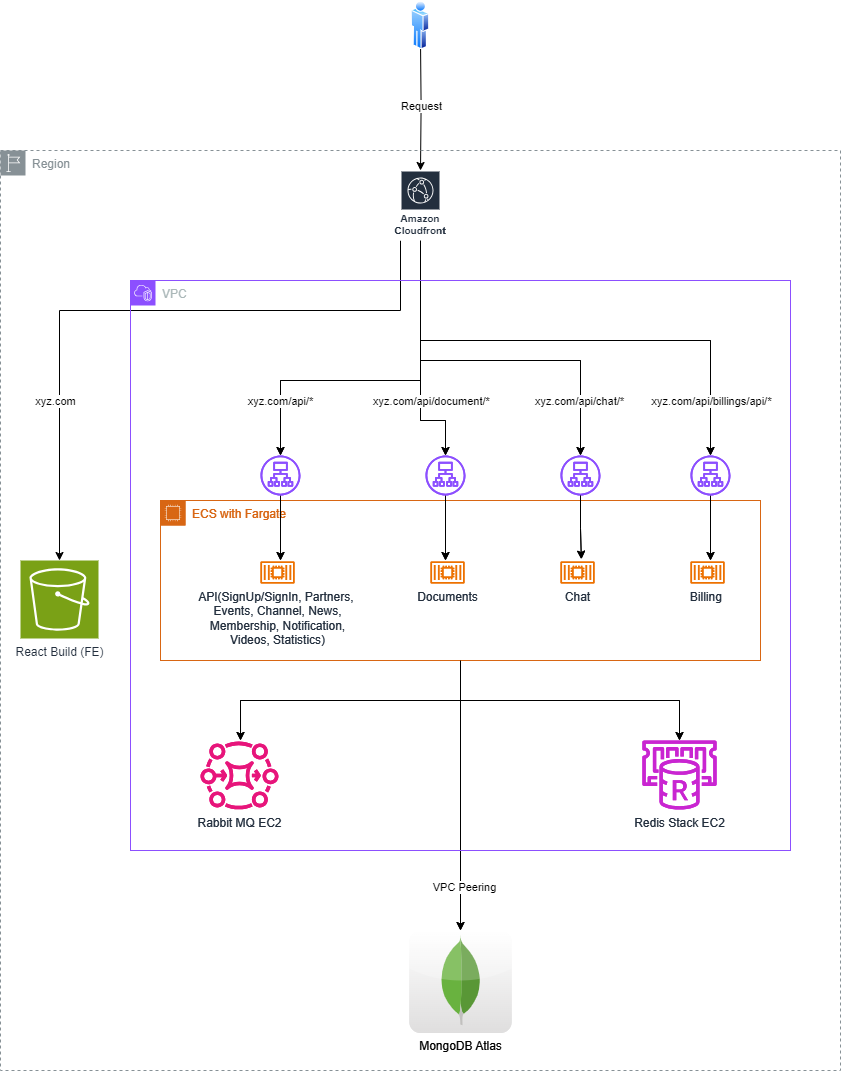 Request
Region
Amazon
Cloudfront
VPC
xyz.com
xyz.com/api/*
xyz.com/api/document/*
xyz.com/api/chat/*
xyz.com/api/billings/api/*
ECS with Fargate
API(SignUp/SignIn, Partners,
Events, Channel, News,
Membership, Notification,
Videos, Statistics)
Documents
Chat
Billing
React Build (FE)
R
Rabbit MQ EC2
Redis Stack EC2
VPC Peering
MongoDB Atlas